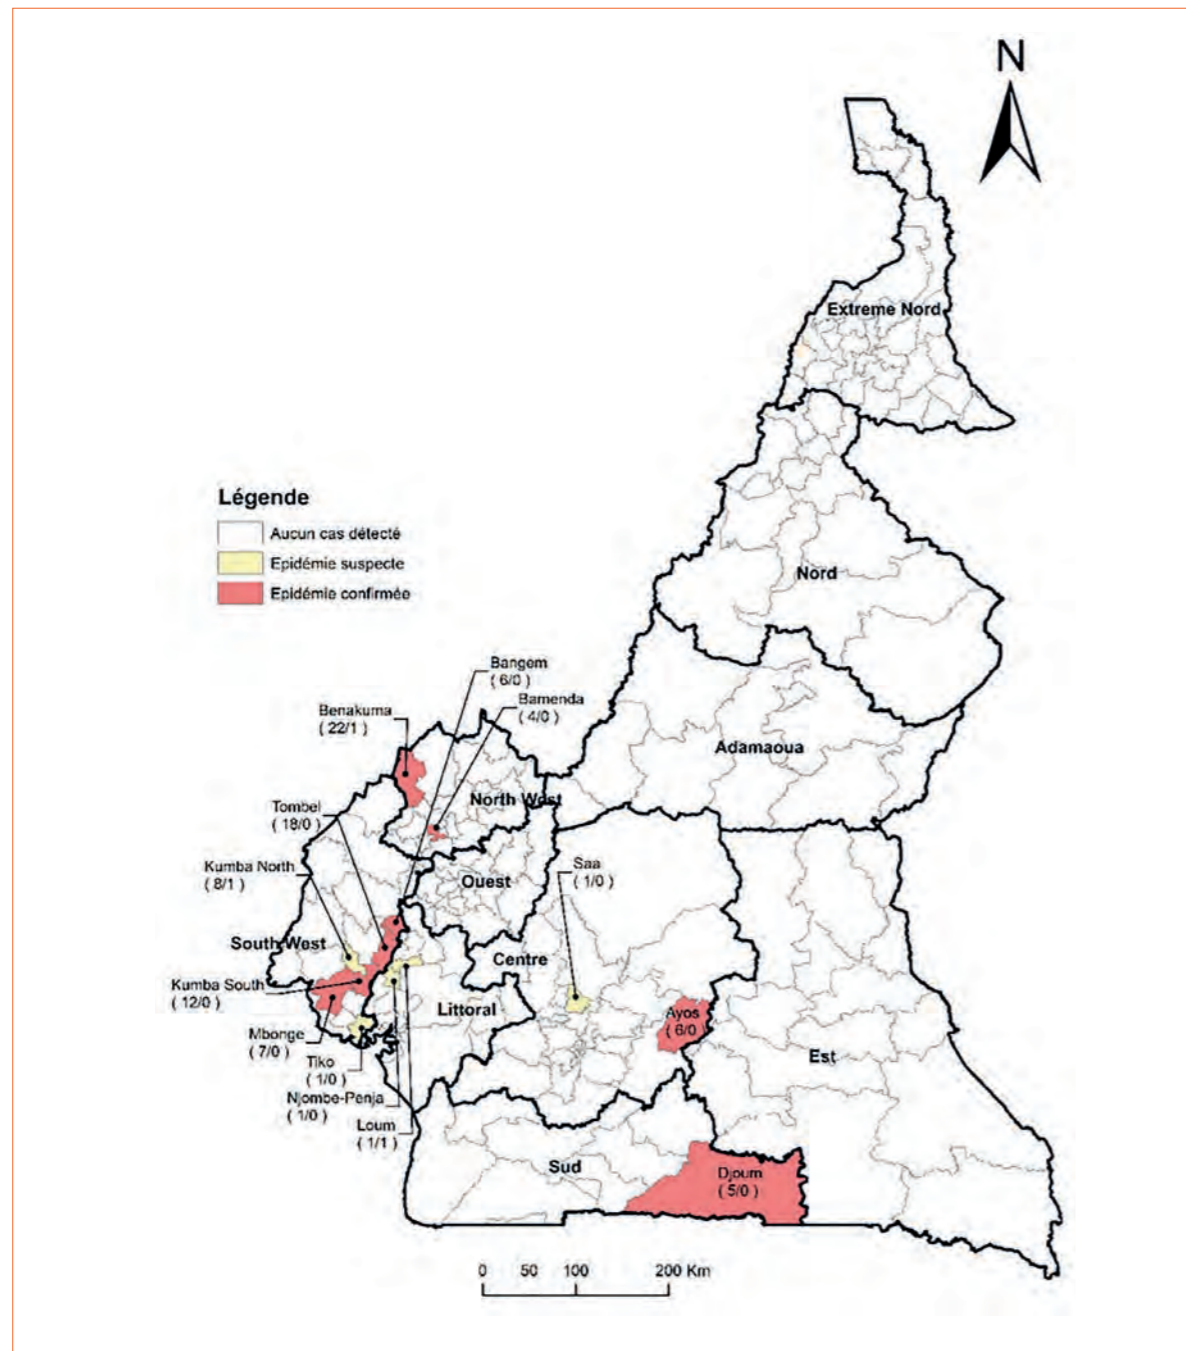 N
Extreme Nord
Légende
Aucun cas détecté
Epidémie suspecte
Epidémie confirmée
Nord
Bangem
( 6/0 )
Bamenda
( 4/0 )
Benakuma
( 22/1 )
Adamaoua
North West
Tombel
( 18/0 )
Kumba North
( 8/1 )
Ouest
Saa
( 1/0 )
South West
Centre
Kumba South
( 12/0 )
Littoral
Ayos
( 6/0
Mbonge
( 7/0 )
Est
Tiko
( 1/0 )
Njombe-Penja
( 1/0 )
Loum
( 1/1 )
Sud
Djoum
( 5/0 )
0 50 100 200 Km